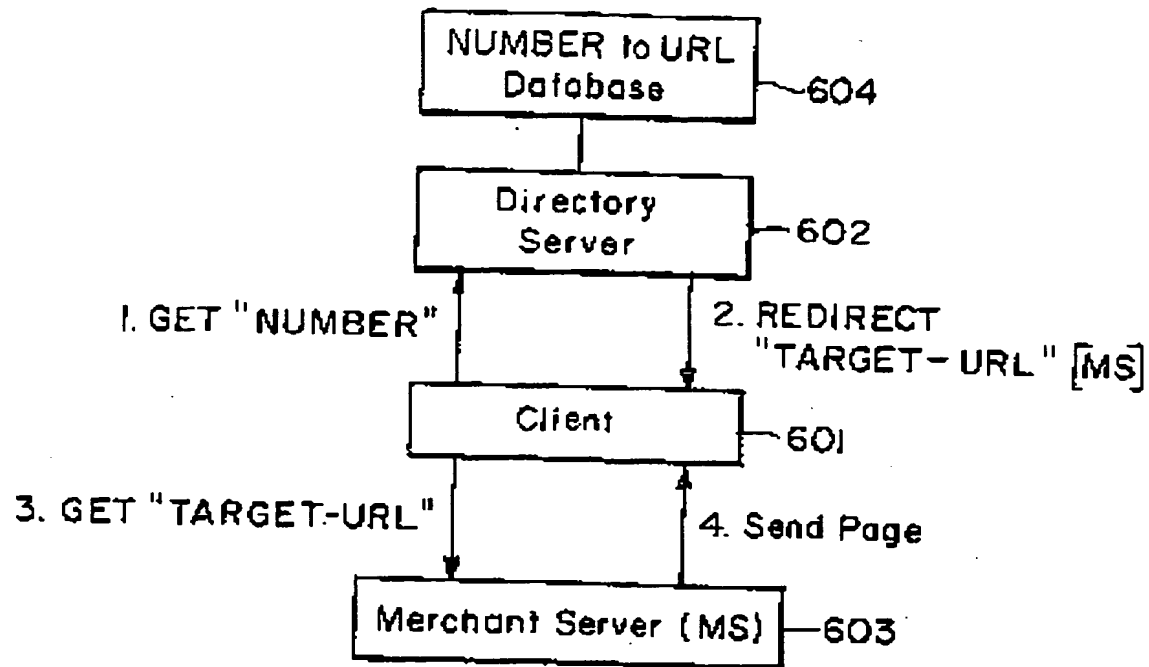 NUMBER to URL
Database
604
Directory
Server
602
1. GET "NUMBER"
2. REDIRECT
"TARGET-URL" [MS]
Client
601
3. GET "TARGET-URL"
4. Send Page
Merchant Server (MS)
603